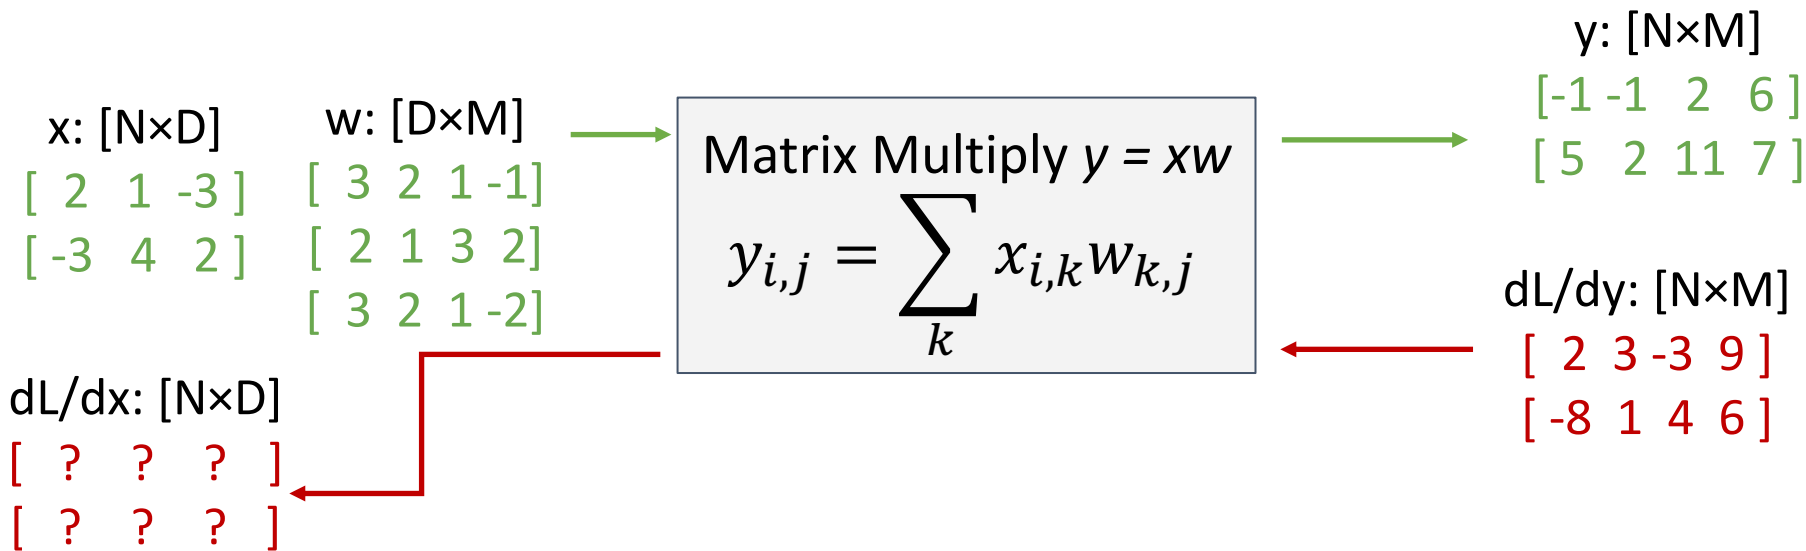 x: [N×D]
[ 2 1 -3 ]
[ -3 4 2 ]
w: [D×M]
[ 3 2 1 -1]
[ 2 1 3 2]
[ 3 2 1 -2]
Matrix Multiply y = xw
y_{i,j} = ∑_k x_{i,k}w_{k,j}
y: [N×M]
[-1 -1 2 6 ]
[ 5 2 11 7 ]
dL/dy: [N×M]
[ 2 3 -3 9 ]
[ -8 1 4 6 ]
dL/dx: [N×D]
[ ? ? ? ]
[ ? ? ? ]